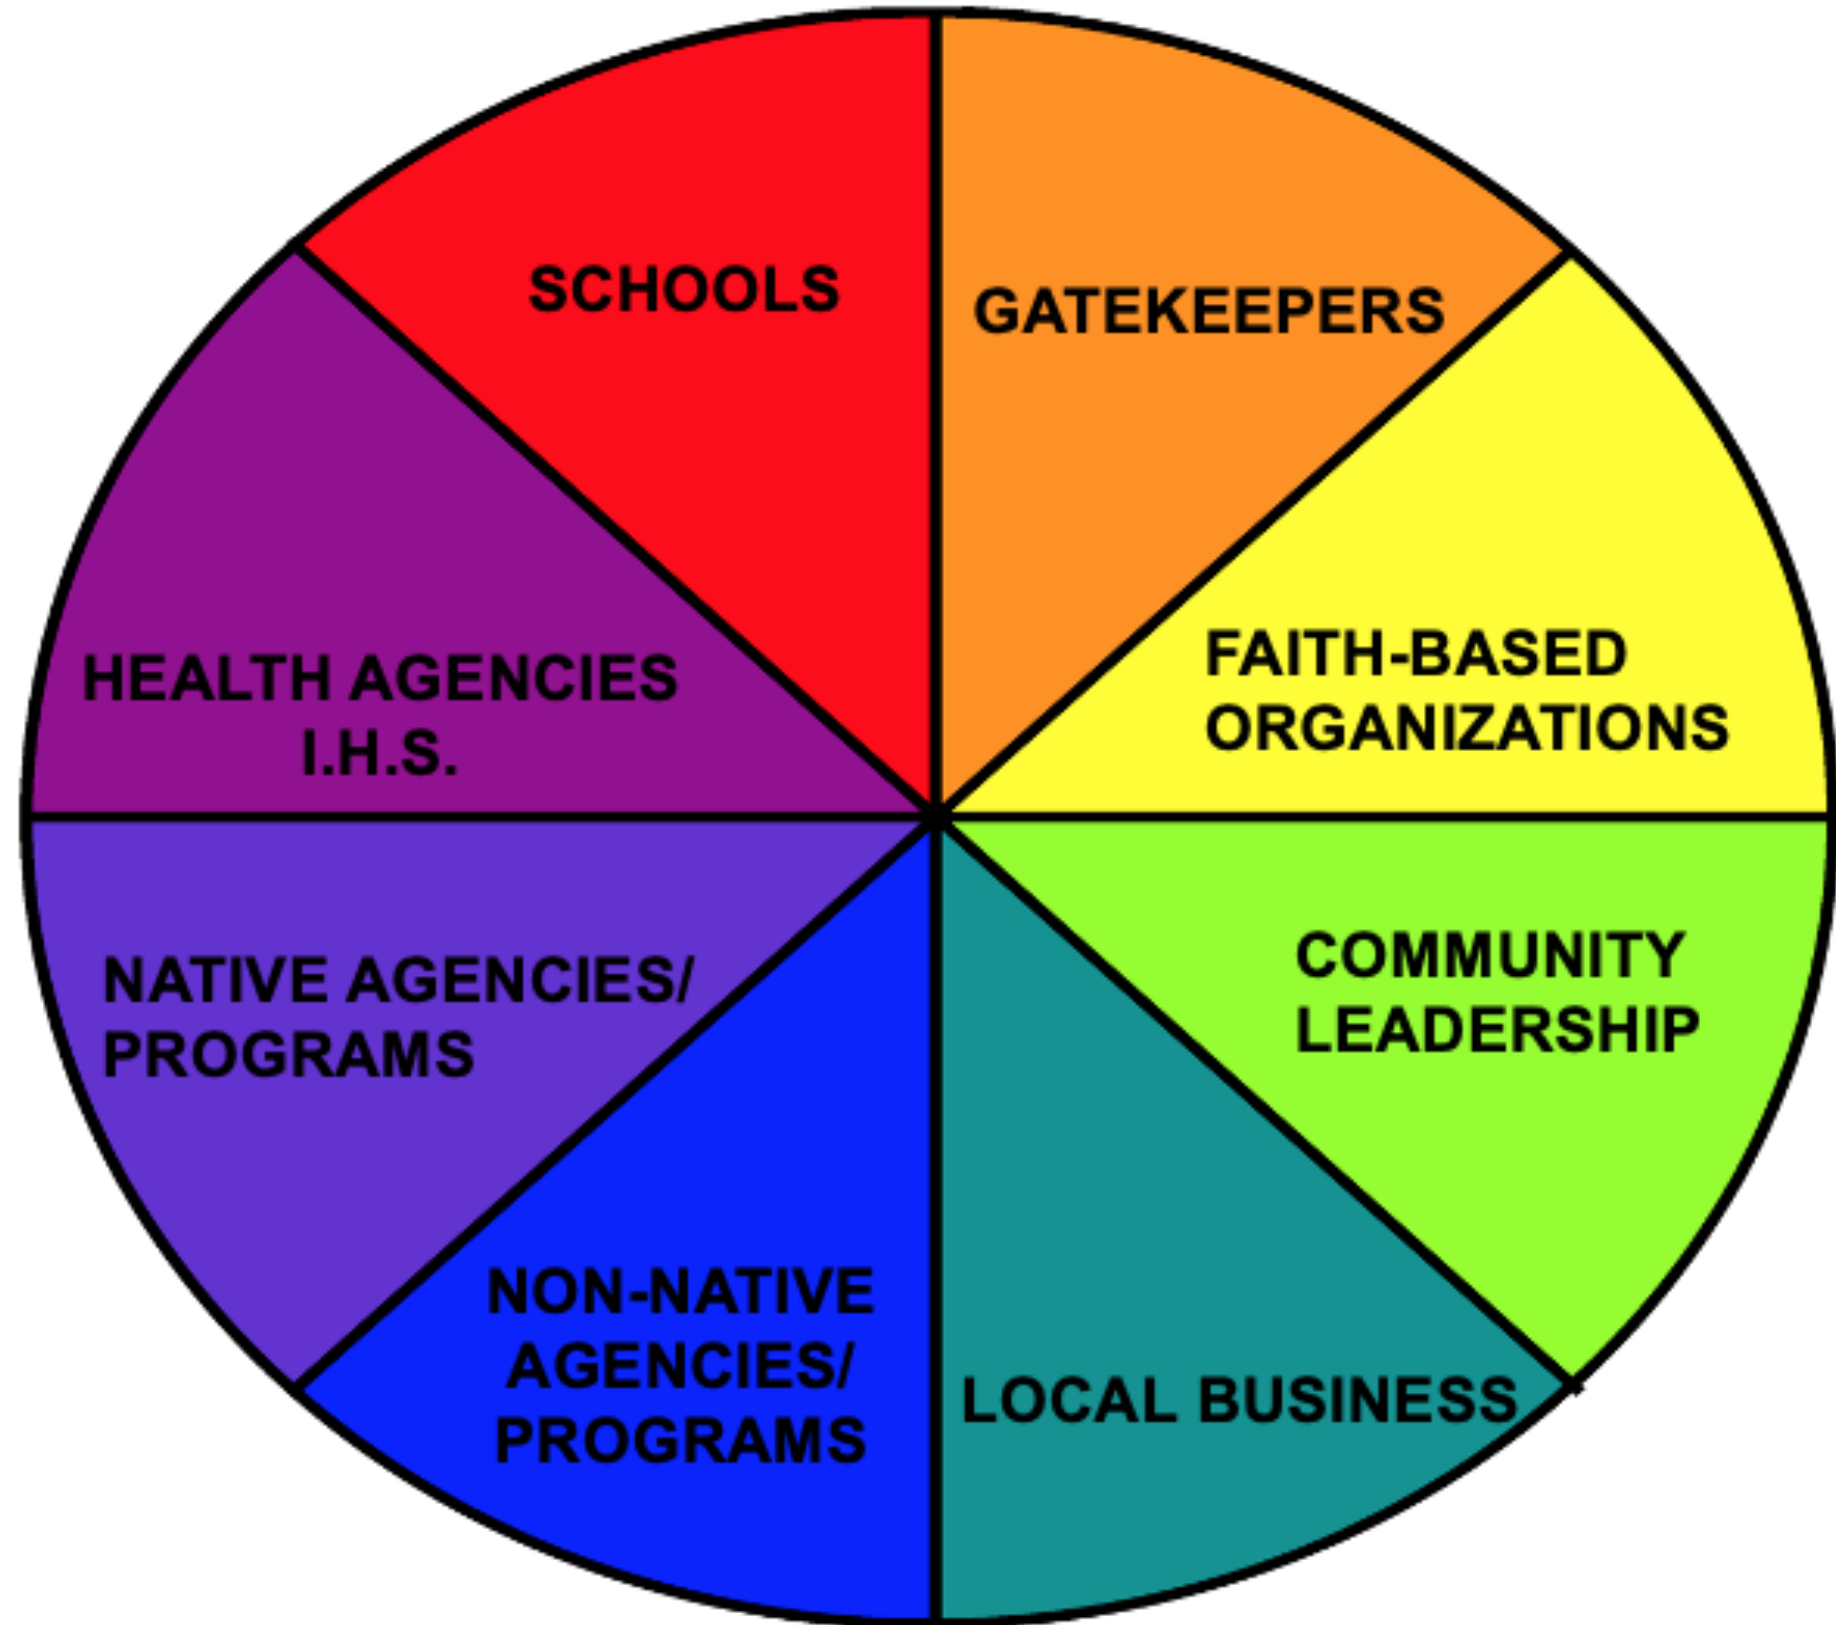 SCHOOLS
GATEKEEPERS
FAITH-BASED
ORGANIZATIONS
COMMUNITY
LEADERSHIP
LOCAL BUSINESS
NON-NATIVE
AGENCIES/
PROGRAMS
NATIVE AGENCIES/
PROGRAMS
HEALTH AGENCIES
I.H.S.